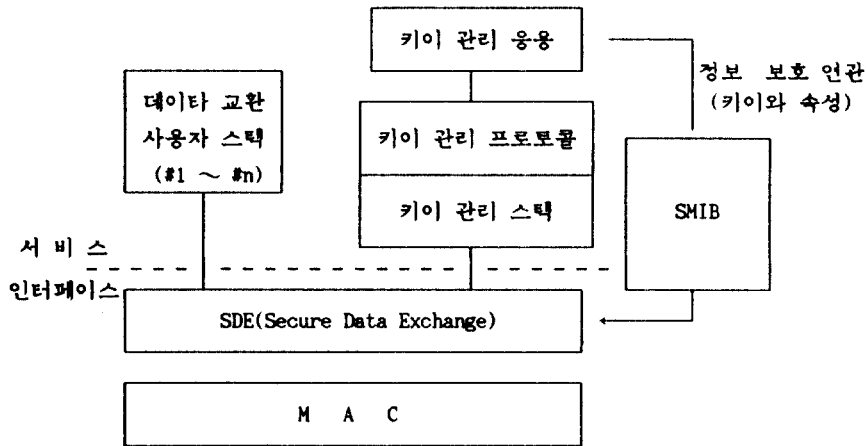 키이 관리 응용
정보 보호 연관
(키이와 속성)
데이타 교환
사용자 스택
(#1 ~ #n)
키이 관리 프로토콜
키이 관리 스택
SMIB
서 비 스
인터페이스
SDE(Secure Data Exchange)
M A C